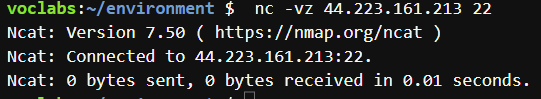 voclabs:~/environment $  nc -vz 44.223.161.213 22
Ncat: Version 7.50 ( https://nmap.org/ncat )
Ncat: Connected to 44.223.161.213:22.
Ncat: 0 bytes sent, 0 bytes received in 0.01 seconds.